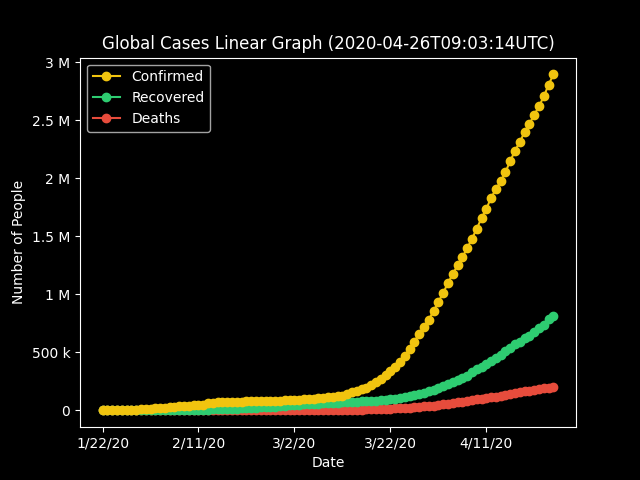 Global Cases Linear Graph (2020-04-26T09:03:14UTC)
Confirmed
Recovered
Deaths
3 M
2.5 M
2 M
1.5 M
1 M
500 k
0
Number of People
1/22/20
2/11/20
3/2/20
3/22/20
4/11/20
Date